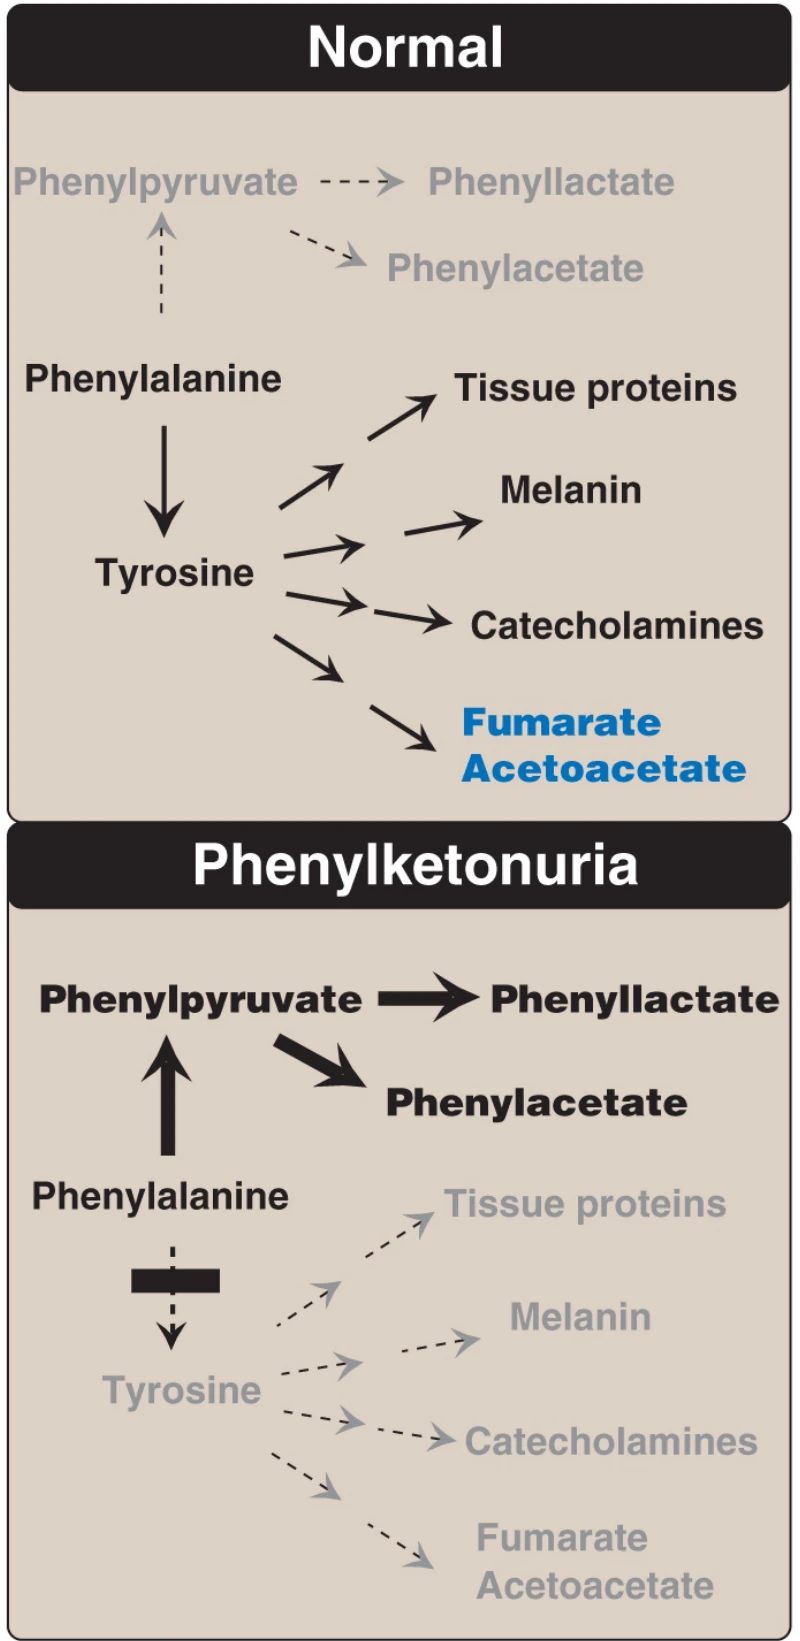 Normal
Phenylpyruvate Phenyllactate
Phenylacetate
Phenylalanine
Tissue proteins
Melanin
Tyrosine
Catecholamines
Fumarate
Acetoacetate
Phenylketonuria
Phenylpyruvate Phenyllactate
Phenylacetate
Phenylalanine
Tissue proteins
Melanin
Tyrosine
Catecholamines
Fumarate
Acetoacetate